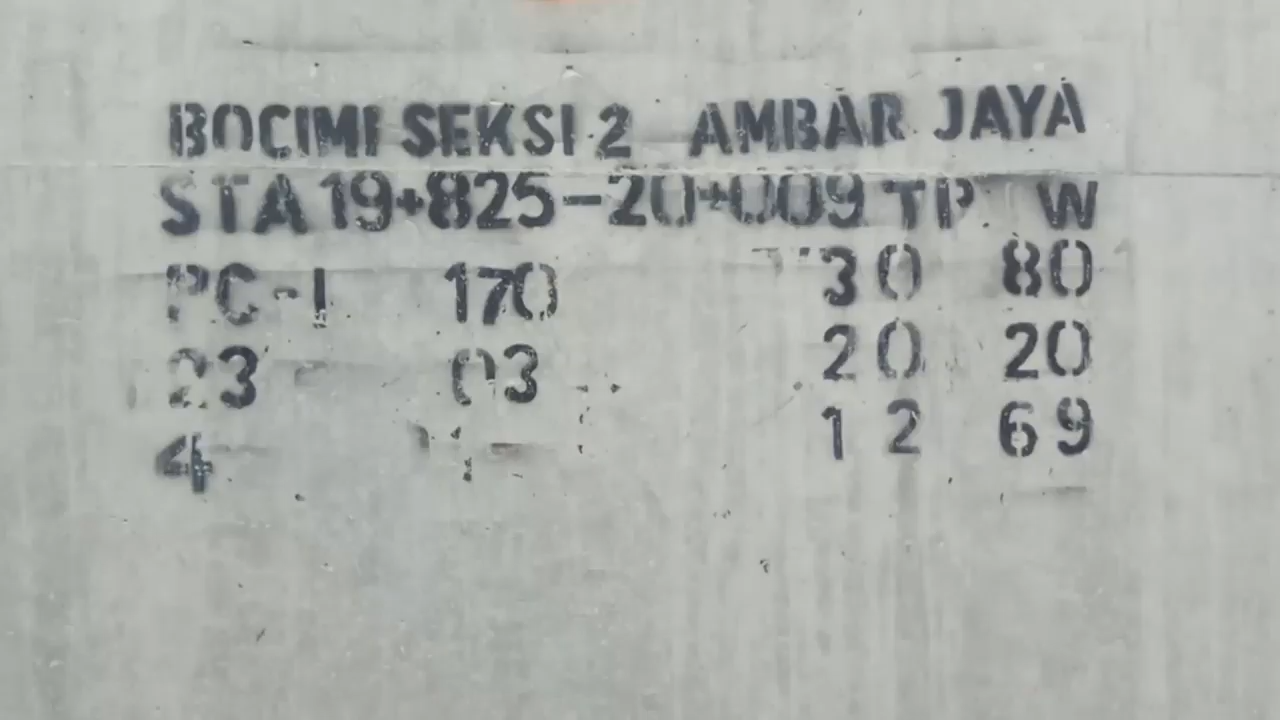 BOCIMI SEKSI 2 AMBAR JAYA
STA 19+825-20+009 TP W
PC-I 170 30 80
23 03 20 20
4 12 69